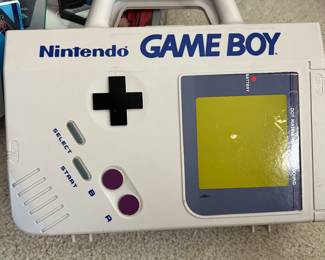 Nintendo GAME BOY
BATTERY
SELECT
START
B
A